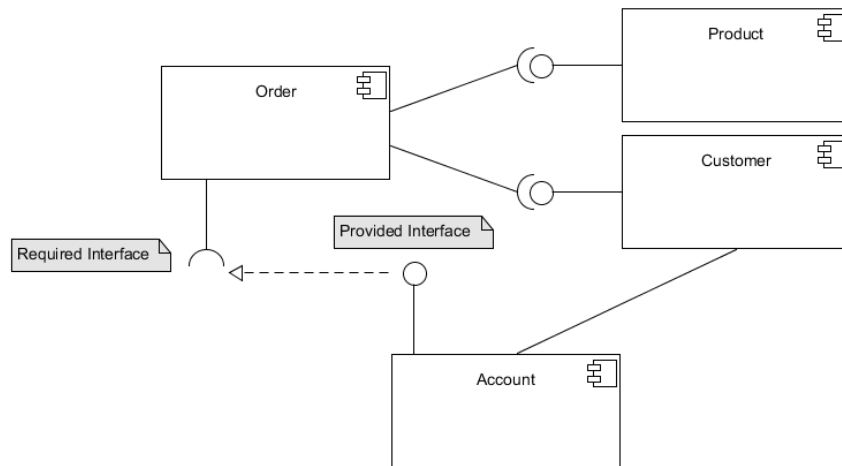 Product
Order
Customer
Provided Interface
Required Interface
Account